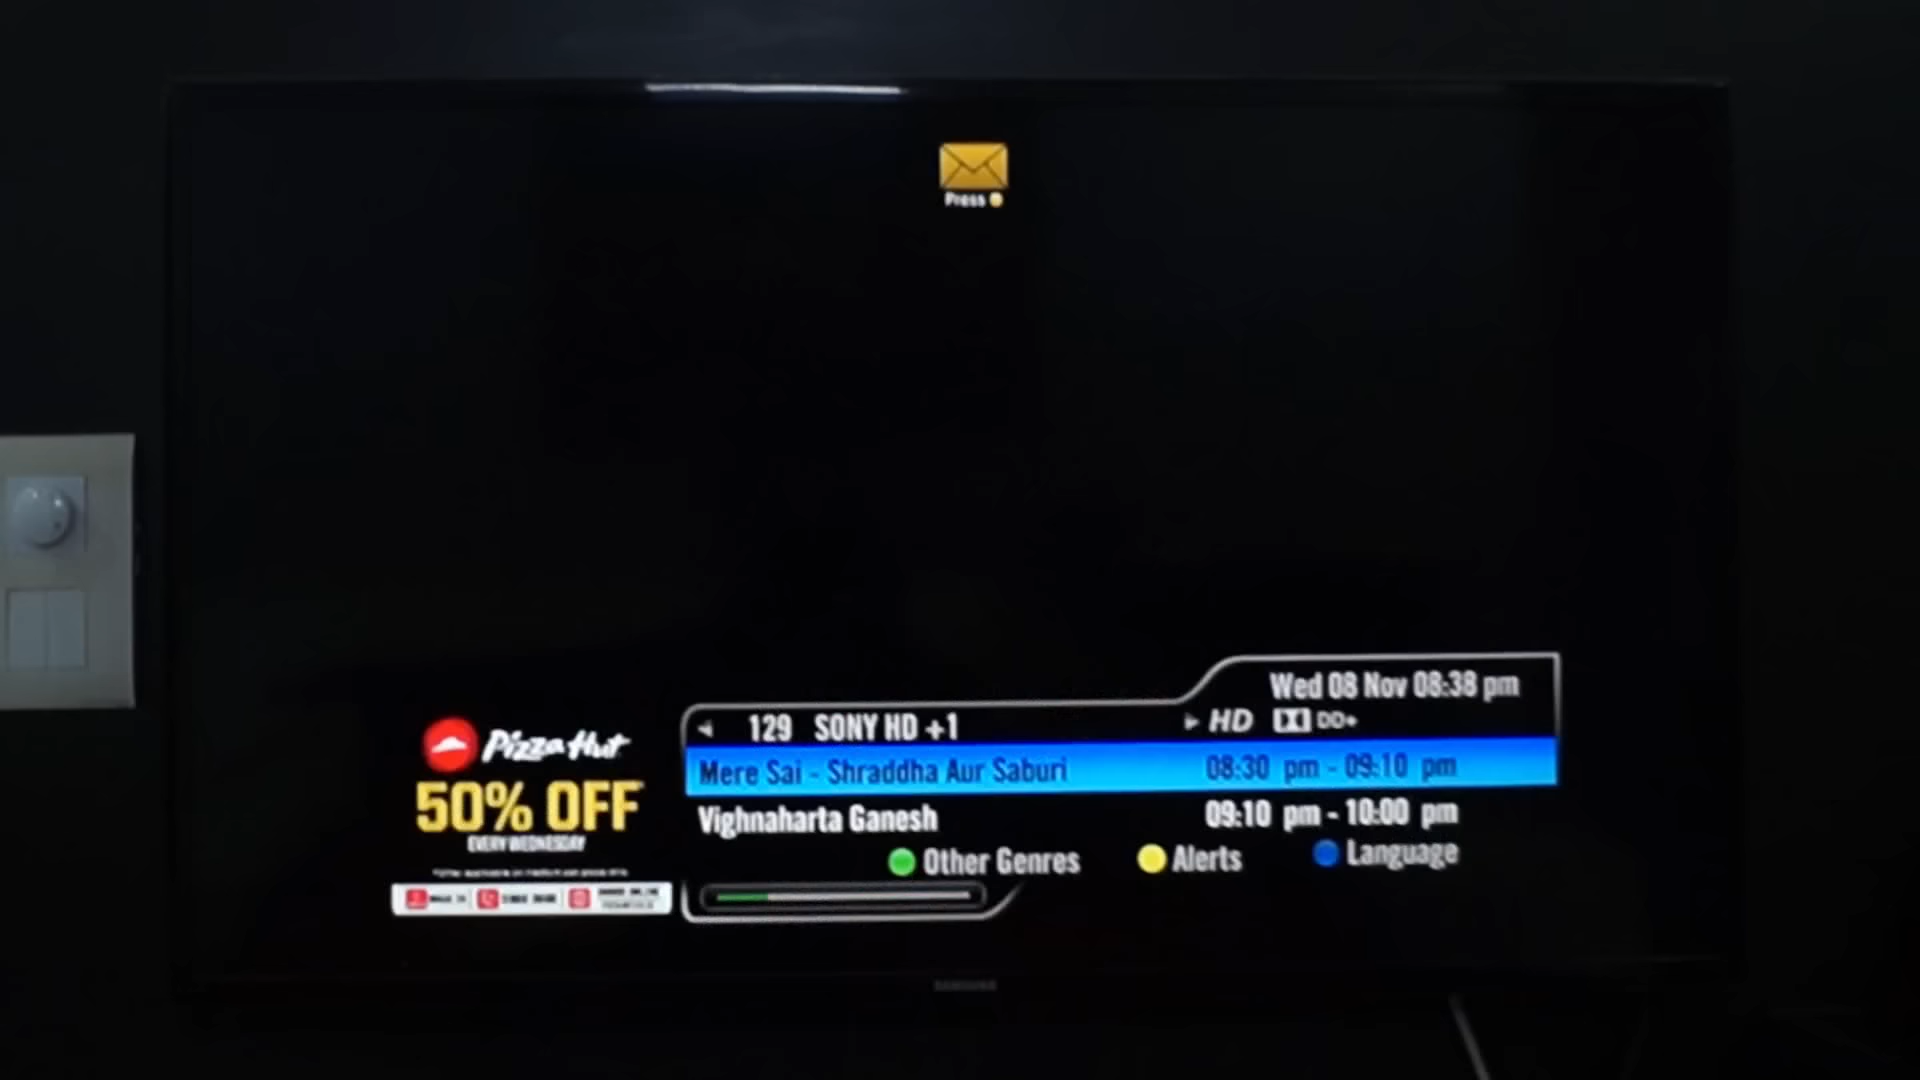 Press
Wed 08 Nov 08:38 pm
129 SONY HD +1
HD DD+
Mere Sai - Shraddha Aur Saburi 08:30 pm - 09:10 pm
Vighnaharta Ganesh 09:10 pm - 10:00 pm
Other Genres Alerts Language
Pizza Hut
50% OFF
EVERY WEDNESDAY
SAMSUNG